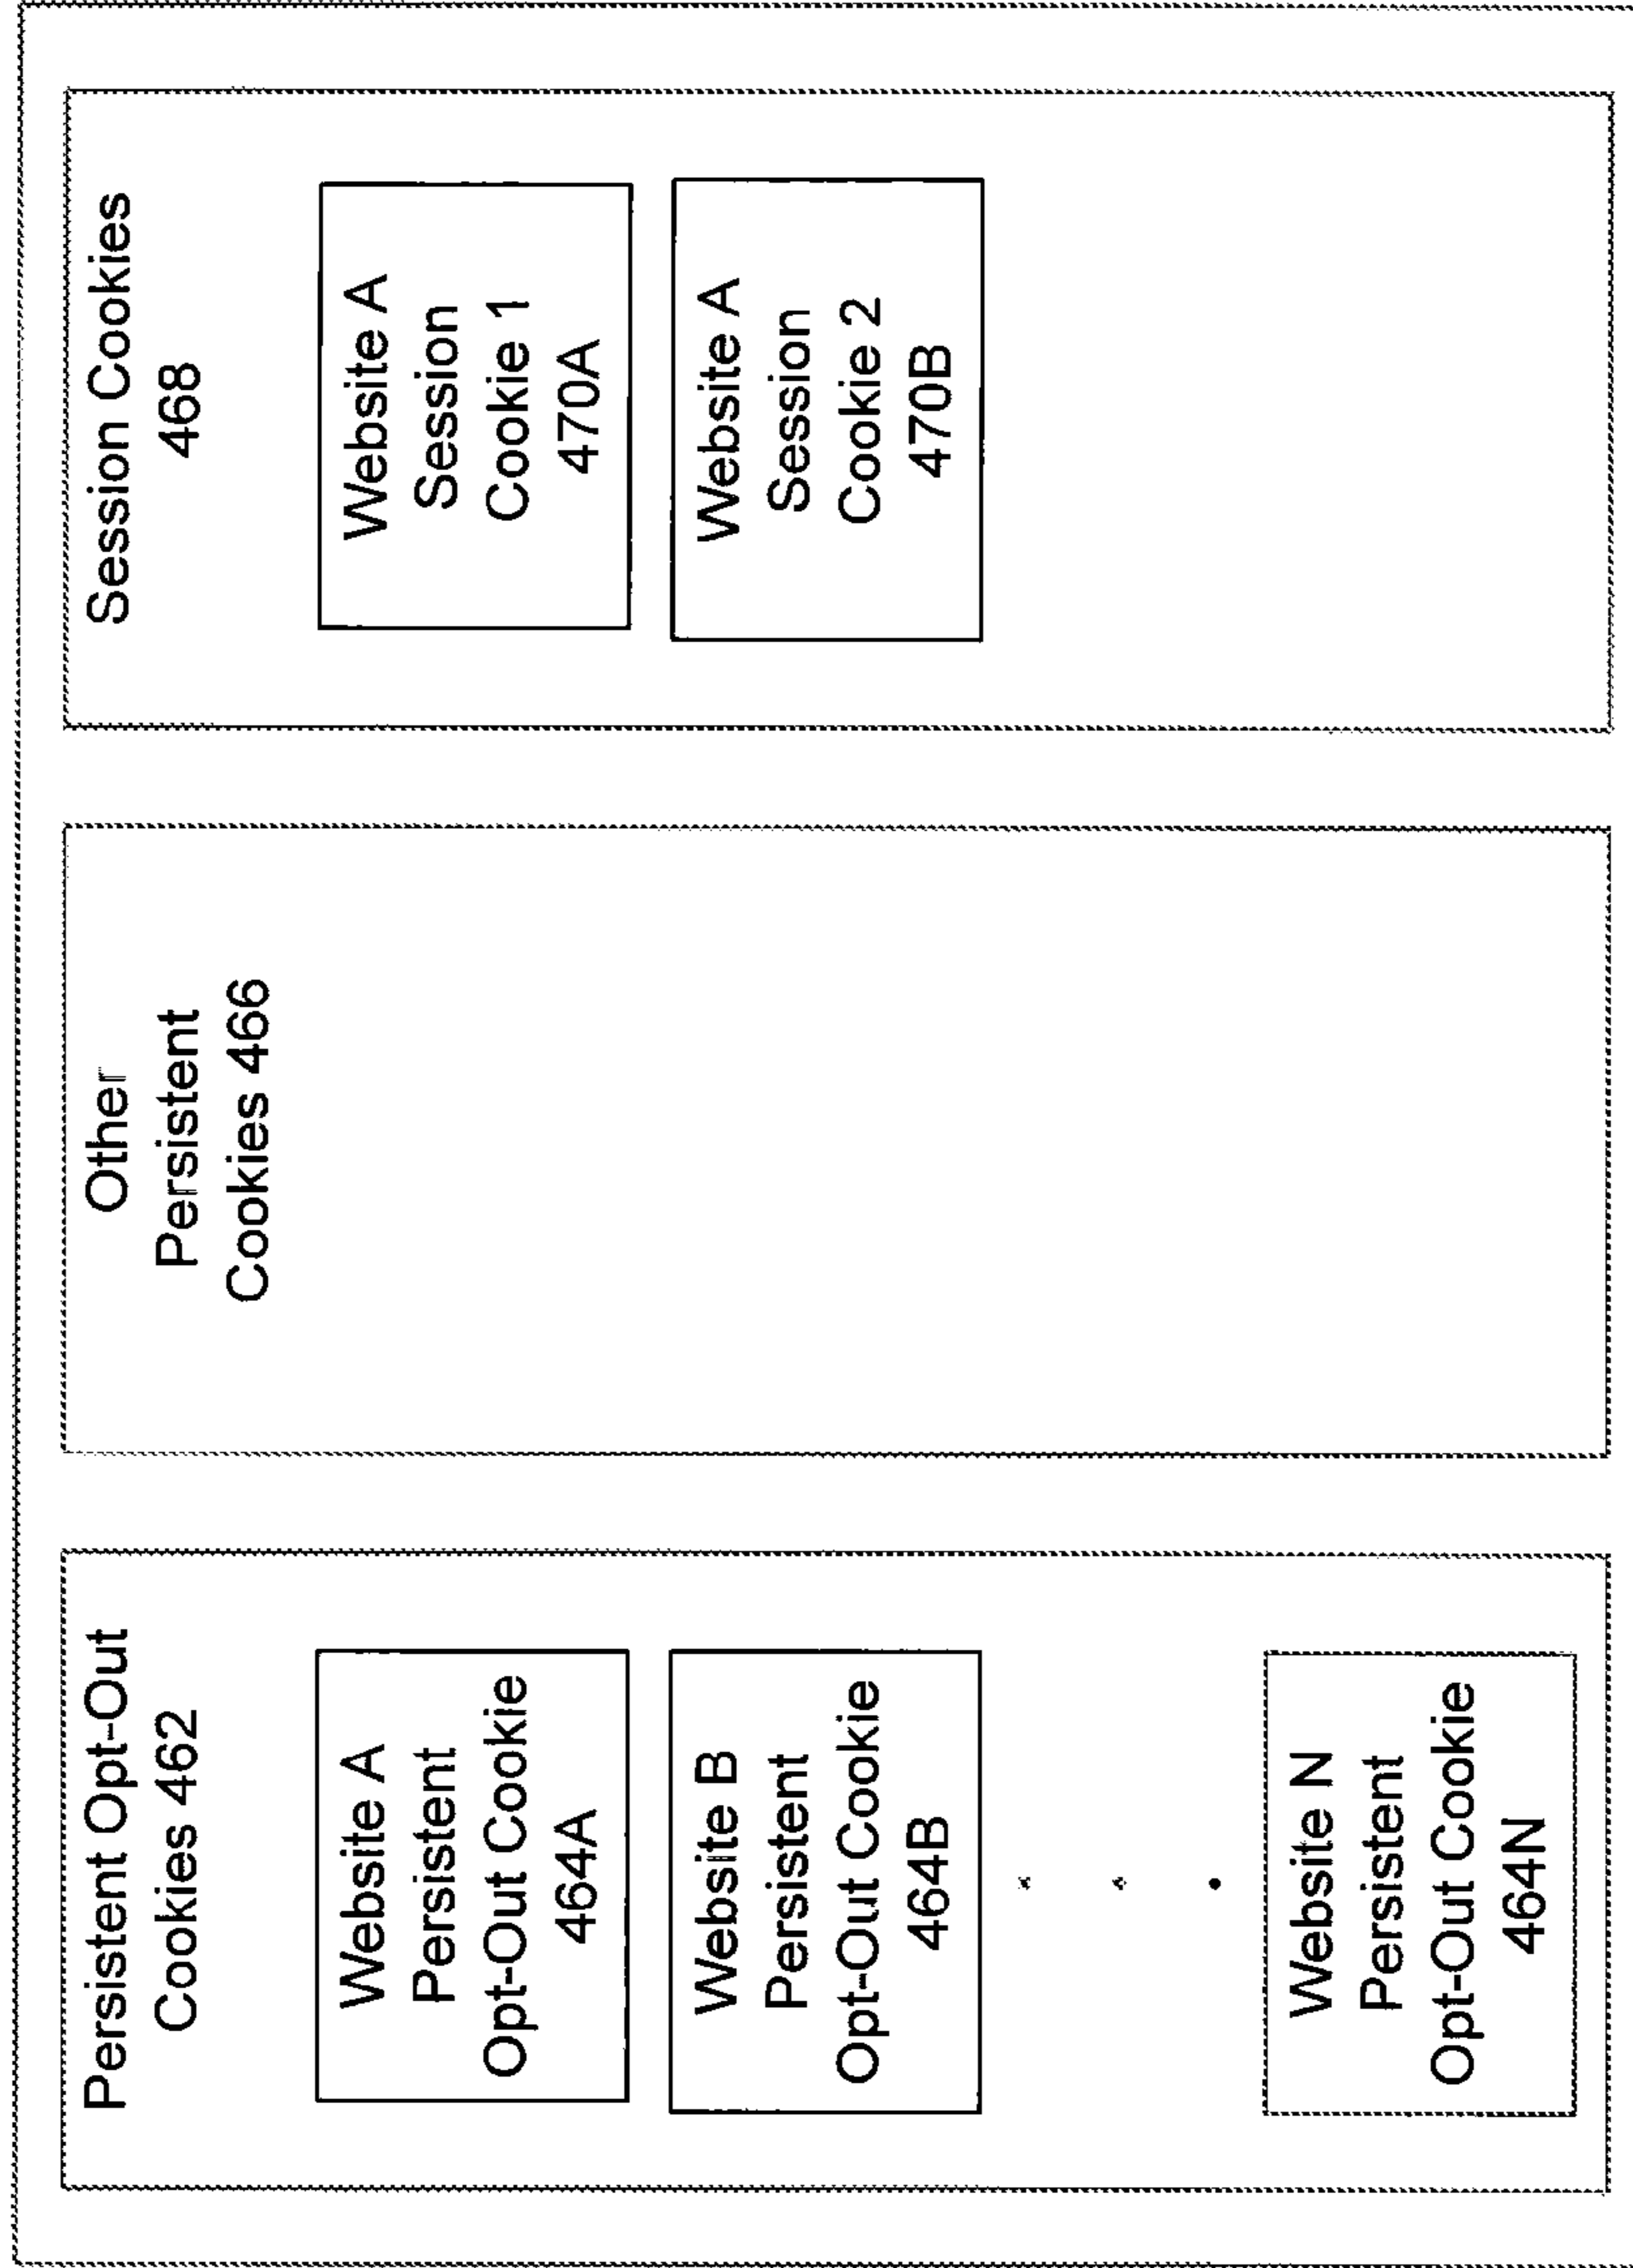 Persistent Opt-Out
Cookies 462
Website A
Persistent
Opt-Out Cookie
464A
Website B
Persistent
Opt-Out Cookie
464B
Website N
Persistent
Opt-Out Cookie
464N
Other
Persistent
Cookies 466
Session Cookies
468
Website A
Session
Cookie 1
470A
Website A
Session
Cookie 2
470B